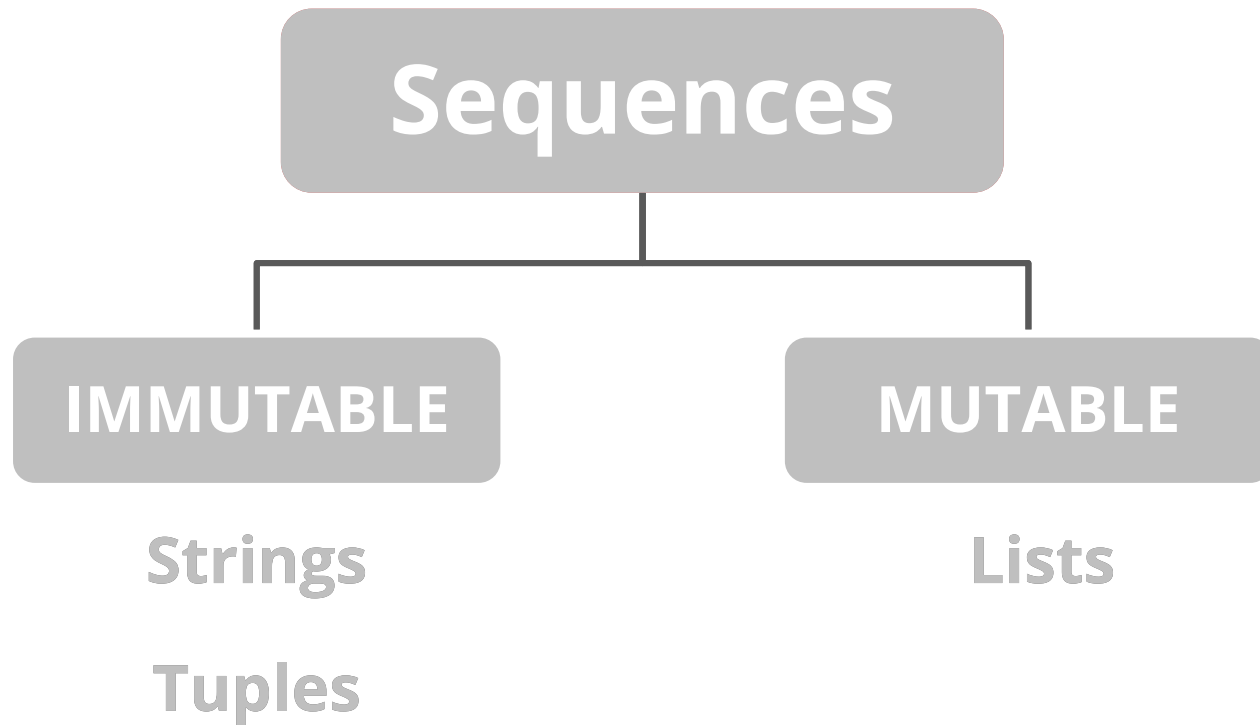 Sequences
IMMUTABLE
MUTABLE
Strings
Lists
Tuples